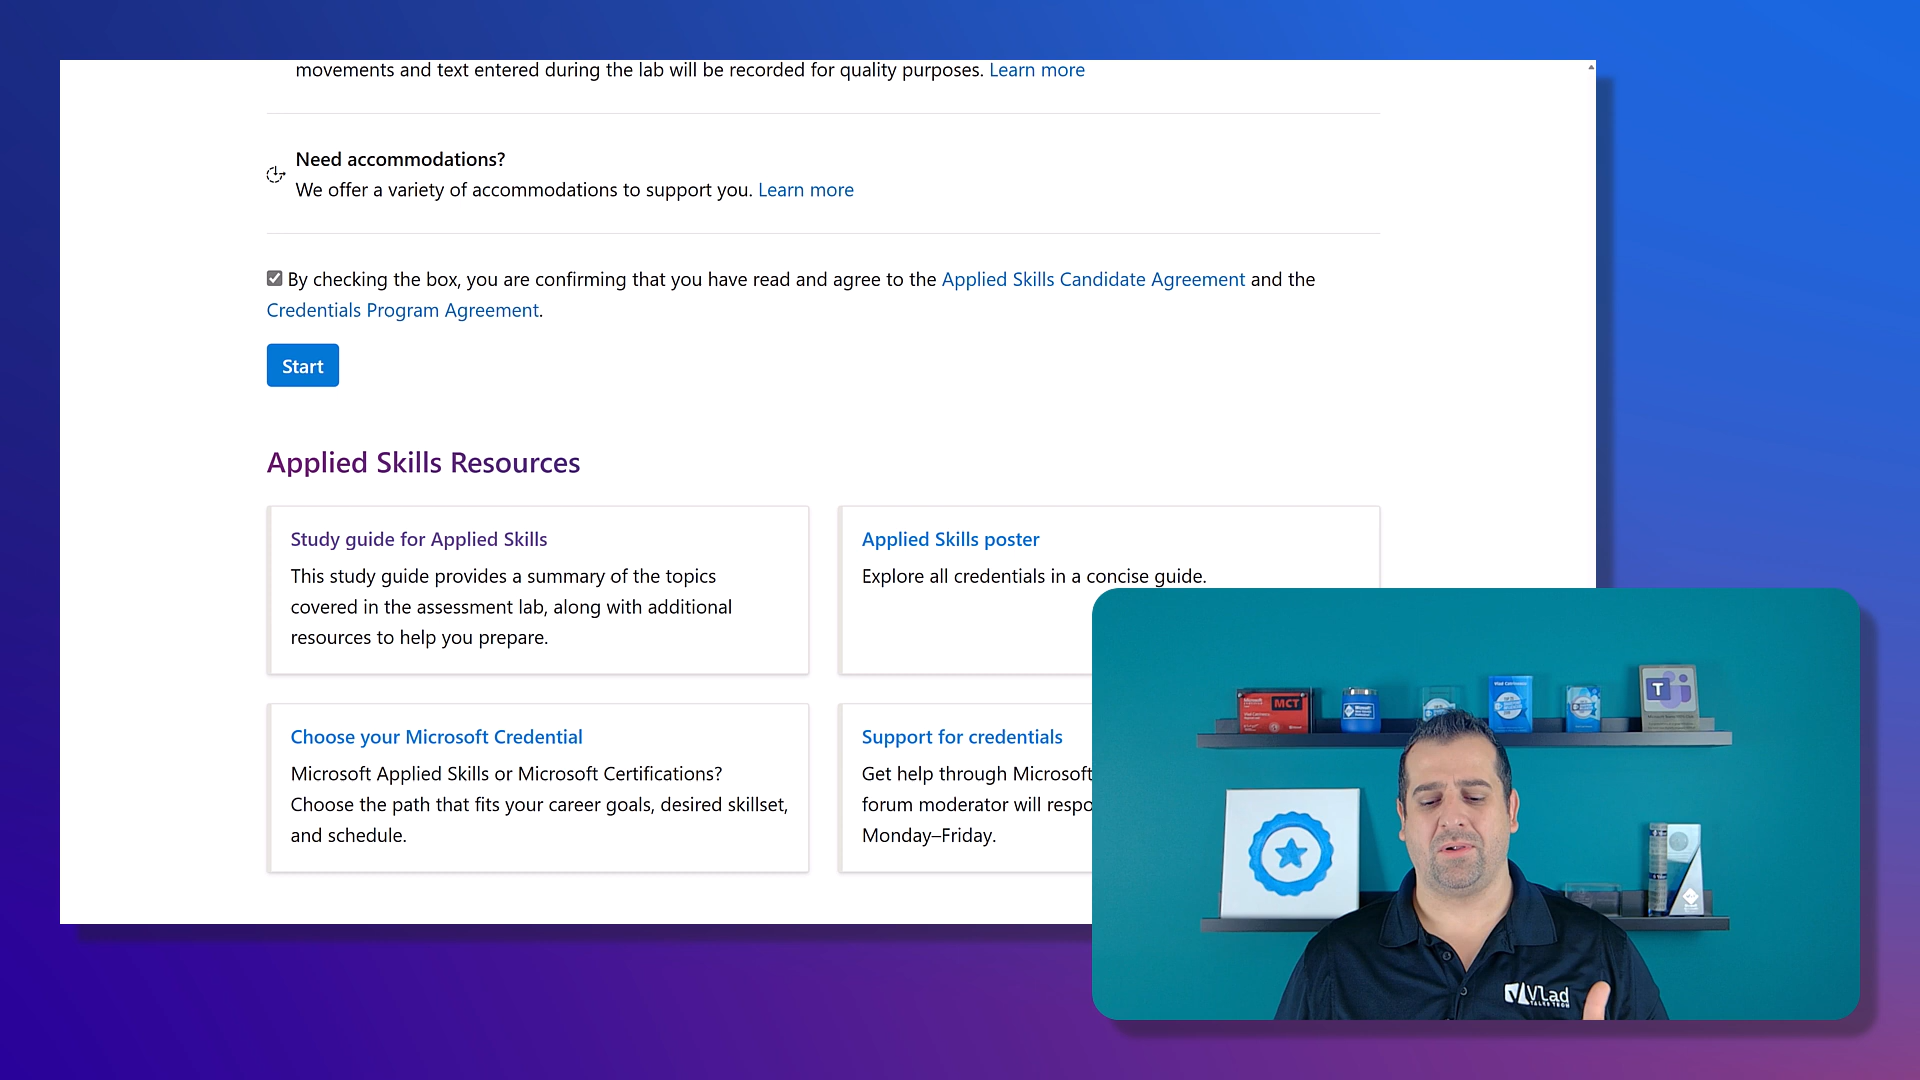 movements and text entered during the lab will be recorded for quality purposes. Learn more
Need accommodations?
We offer a variety of accommodations to support you. Learn more
By checking the box, you are confirming that you have read and agree to the Applied Skills Candidate Agreement and the
Credentials Program Agreement.
Start
Applied Skills Resources
Study guide for Applied Skills
This study guide provides a summary of the topics
covered in the assessment lab, along with additional
resources to help you prepare.
Applied Skills poster
Explore all credentials in a concise guide.
Choose your Microsoft Credential
Microsoft Applied Skills or Microsoft Certifications?
Choose the path that fits your career goals, desired skillset,
and schedule.
Support for credentials
Get help through Microsoft
forum moderator will respo
Monday–Friday.
MCT
T
Vlad
TALKS TECH